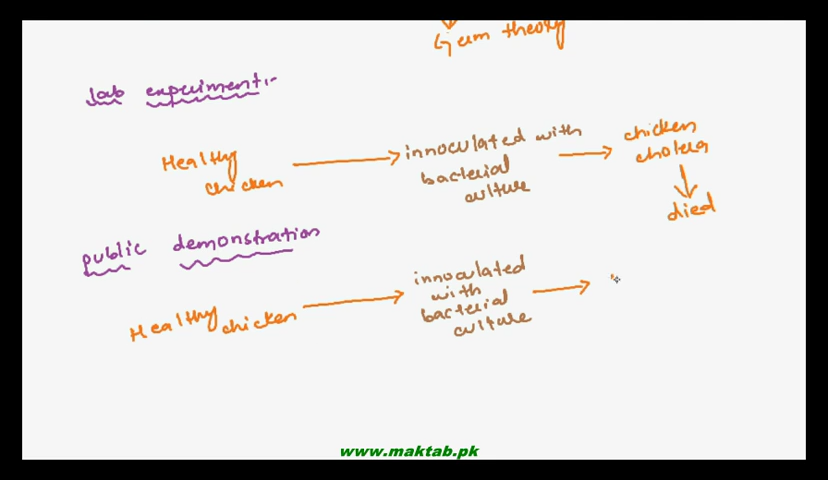 Germ theory
lab experiment:-
Healthy
chicken
innoculated with
bacterial
culture
chicken
cholera
died
public demonstration
Healthy chicken
innoculated
with
bacterial
culture
www.maktab.pk